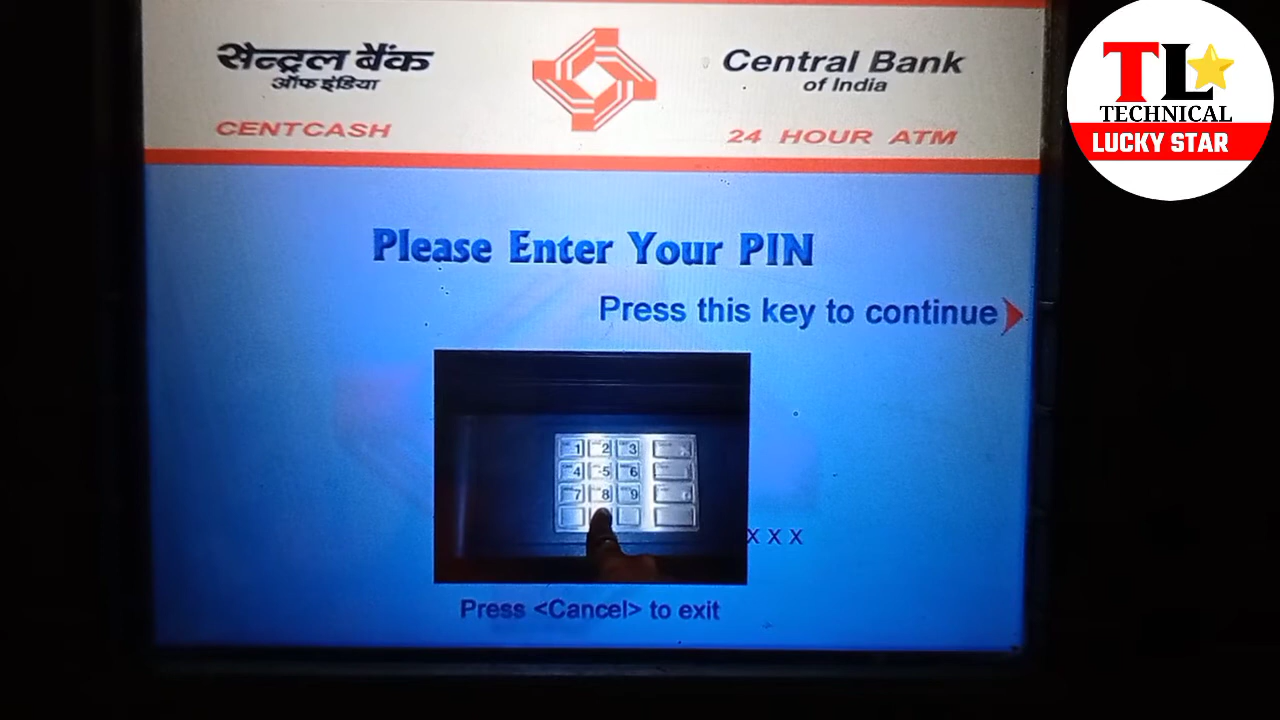 सेन्ट्रल बैंक
ऑफ इंडिया
CENTCASH
Central Bank
of India
24 HOUR ATM
TL
TECHNICAL
LUCKY STAR
Please Enter Your PIN
Press this key to continue
1 2 3
4 5 6
7 8 9
X X X
Press <Cancel> to exit